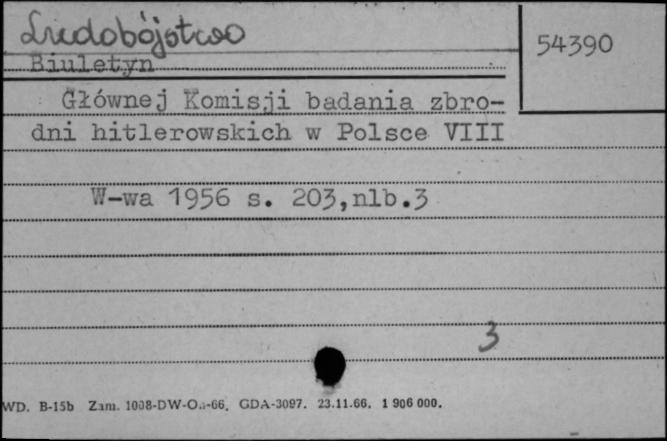 Ludobójstwo
54390
Biuletyn
Głównej Komisji badania zbro-
dni hitlerowskich w Polsce VIII
W-wa 1956 s. 203,nlb.3
3
WD. B-15b Zam. 1008-DW-O.-66. GDA-3097. 23.11.66. 1 906 000.